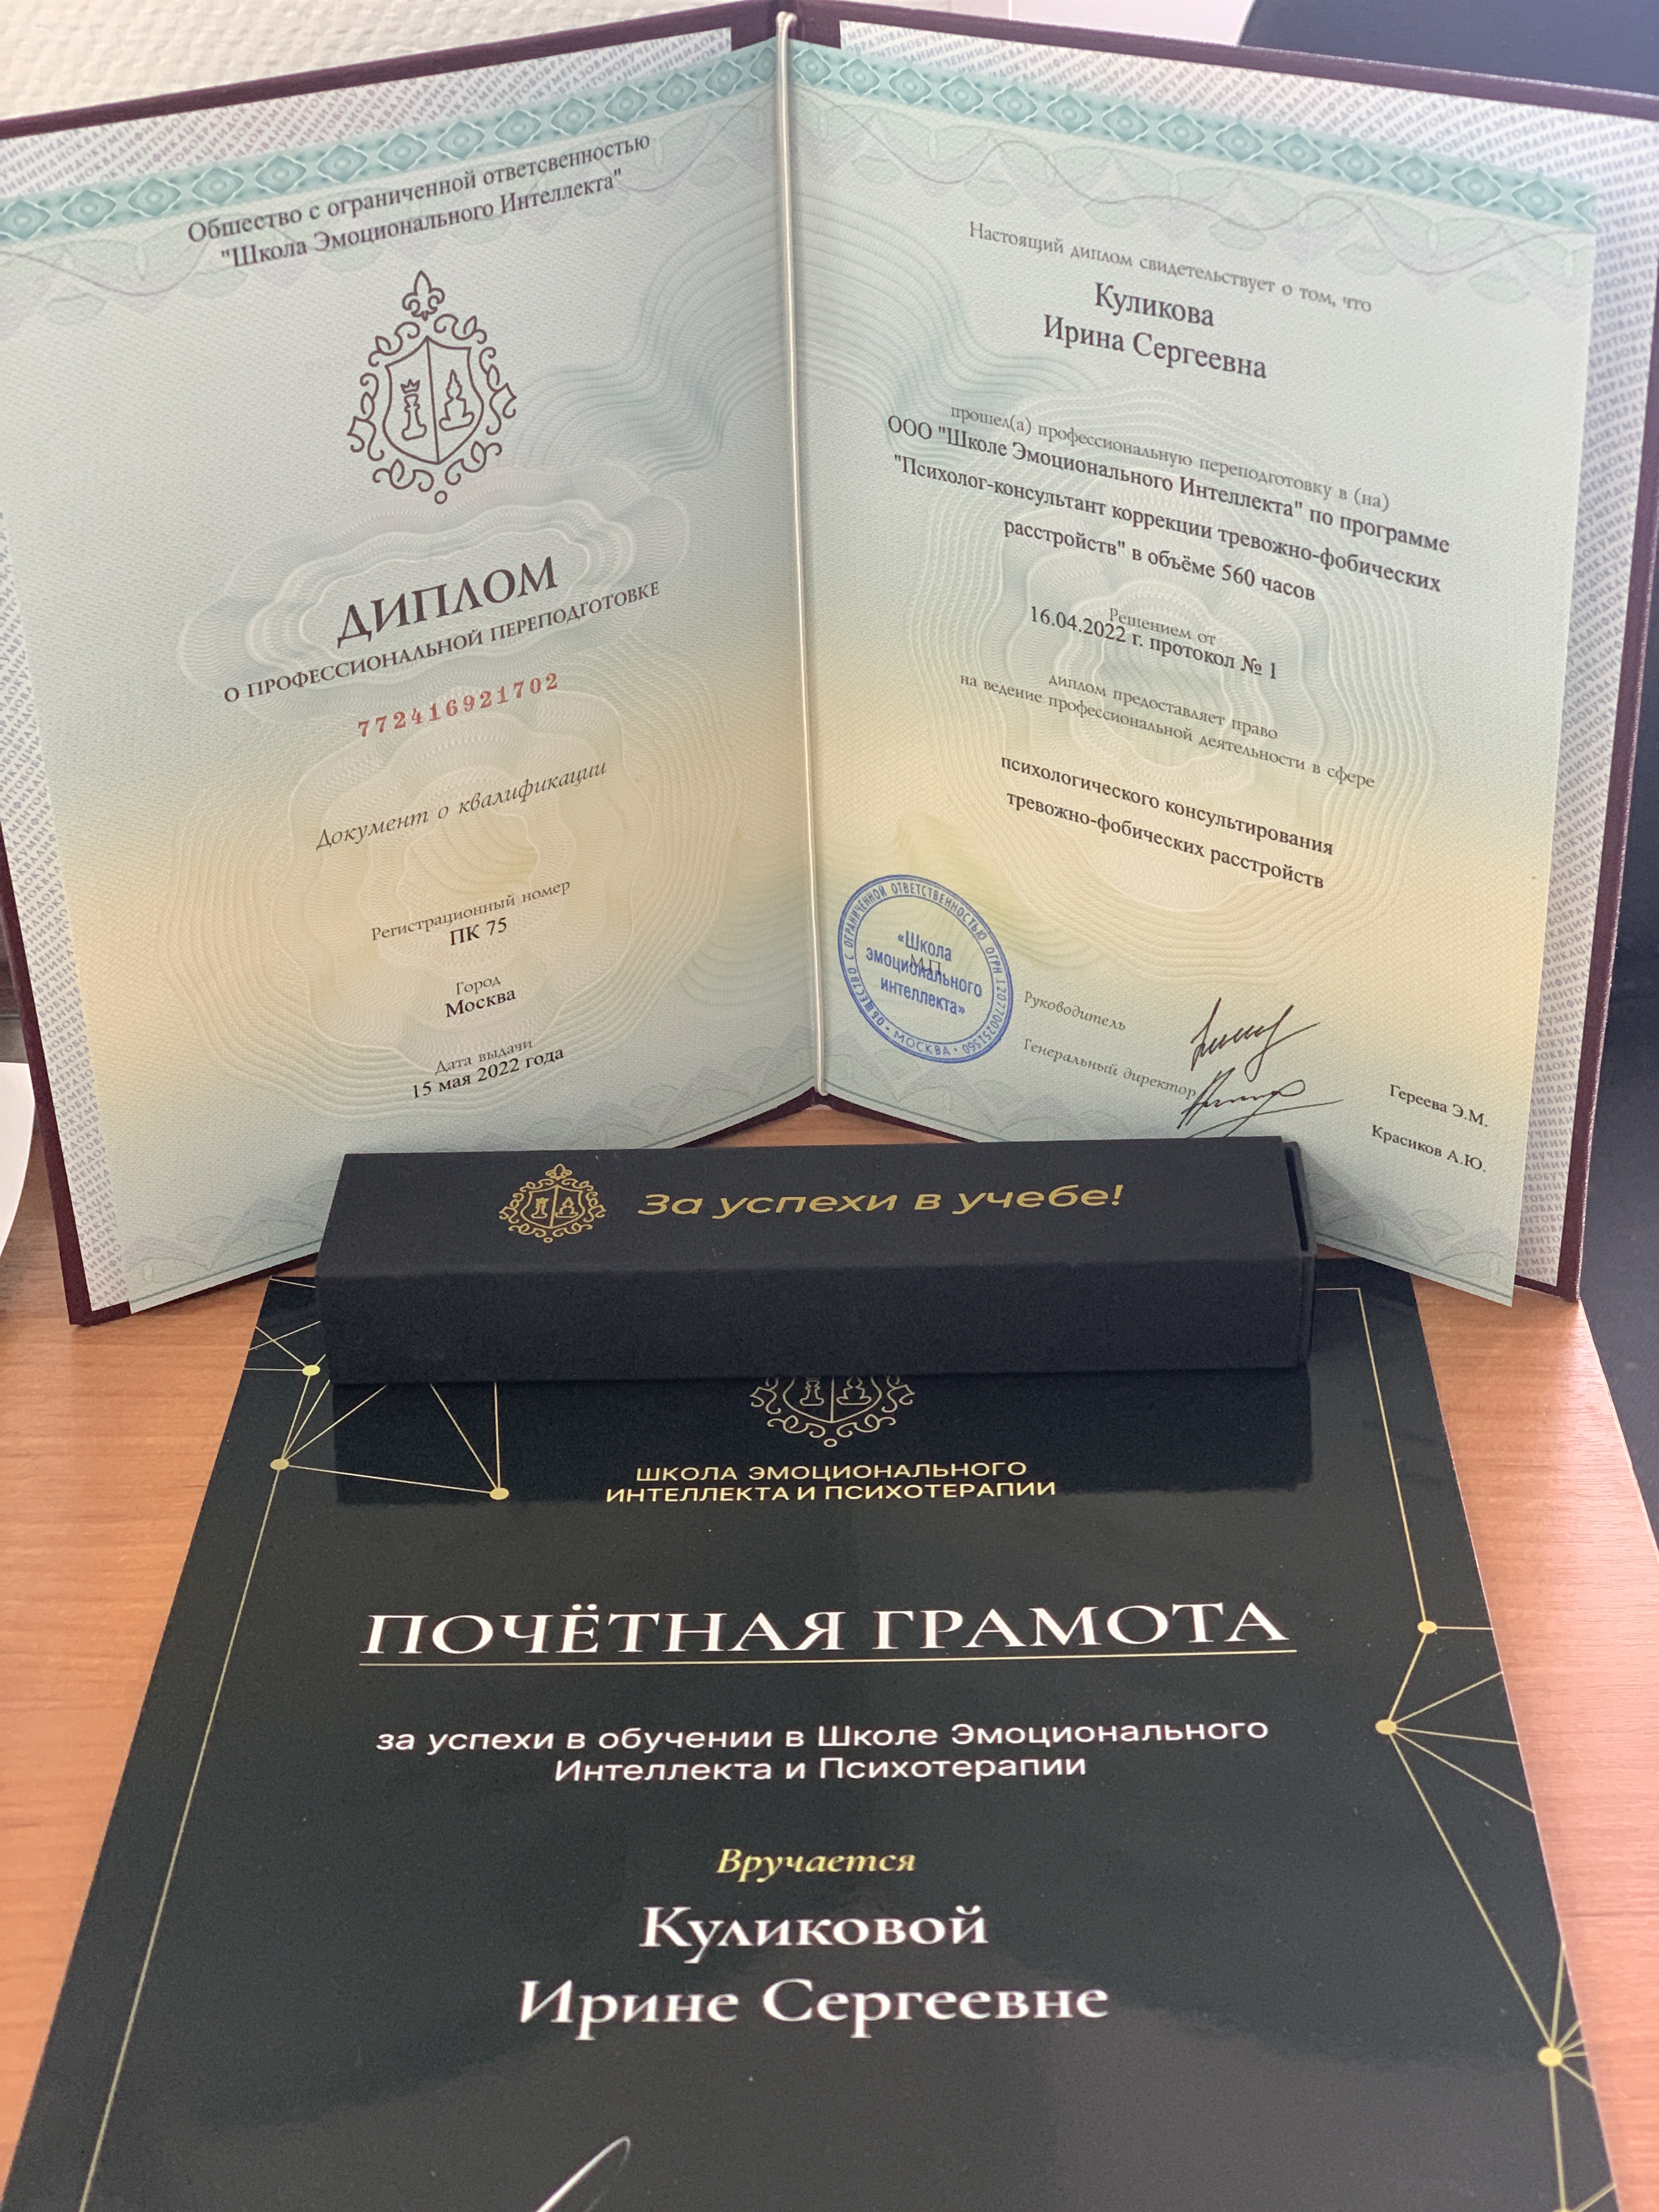 Общество с ограниченной ответсвенностью
"Школа Эмоционального Интеллекта"
ДИПЛОМ
О ПРОФЕССИОНАЛЬНОЙ ПЕРЕПОДГОТОВКЕ
772416921702
Документ о квалификации
Регистрационный номер
ПК 75
Город
Москва
Дата выдачи
15 мая 2022 года
Настоящий диплом свидетельствует о том, что
Куликова
Ирина Сергеевна
прошел(а) профессиональную переподготовку в (на)
ООО "Школе Эмоционального Интеллекта" по программе
"Психолог-консультант коррекции тревожно-фобических
расстройств" в объёме 560 часов
Решением от
16.04.2022 г. протокол № 1
диплом предоставляет право
на ведение профессиональной деятельности в сфере
психологического консультирования
тревожно-фобических расстройств
ОБЩЕСТВО С ОГРАНИЧЕННОЙ ОТВЕТСТВЕННОСТЬЮ ОГРН 1207700251560 • МОСКВА •
«Школа
эмоционального
интеллекта»
М.П.
Руководитель
Генеральный директор
Гереева Э.М.
Красиков А.Ю.
За успехи в учебе!
ШКОЛА ЭМОЦИОНАЛЬНОГО
ИНТЕЛЛЕКТА И ПСИХОТЕРАПИИ
ПОЧЁТНАЯ ГРАМОТА
за успехи в обучении в Школе Эмоционального
Интеллекта и Психотерапии
Вручается
Куликовой
Ирине Сергеевне